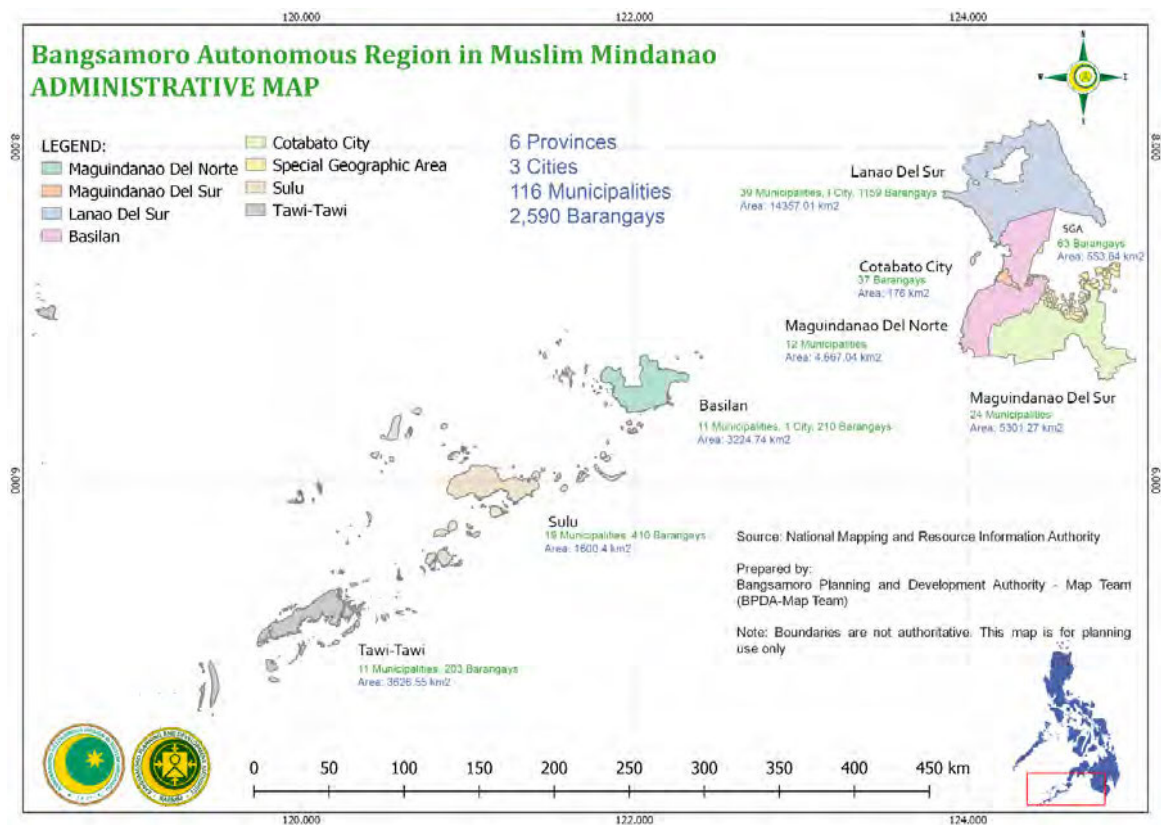 120.000 122.000 124.000
Bangsamoro Autonomous Region in Muslim Mindanao
ADMINISTRATIVE MAP
N
W
I
8.000
8.000
LEGEND:
Maguindanao Del Norte
Maguindanao Del Sur
Lanao Del Sur
Basilan
Cotabato City
Special Geographic Area
Sulu
Tawi-Tawi
6 Provinces
3 Cities
116 Municipalities
2,590 Barangays
Lanao Del Sur
39 Municipalities, I City, 1159 Barangays
Area: 14357.01 km2
SGA
63 Barangays
Area: 553.64 km2
Cotabato City
37 Barangays
Area: 176 km2
Maguindanao Del Norte
12 Municipalities
Area: 4,667.04 km2
Maguindanao Del Sur
24 Municipalities
Area: 5301.27 km2
Basilan
11 Municipalities, 1 City, 210 Barangays
Area: 3224.74 km2
6.000
6.000
Sulu
19 Municipalities, 410 Barangays
Area: 1600.4 km2
Tawi-Tawi
11 Municipalities, 203 Barangays
Area: 3626.55 km2
Source: National Mapping and Resource Information Authority
Prepared by:
Bangsamoro Planning and Development Authority - Map Team
(BPDA-Map Team)
Note: Boundaries are not authoritative. This map is for planning
use only
0 50 100 150 200 250 300 350 400 450 km
120.000 122.000 124.000